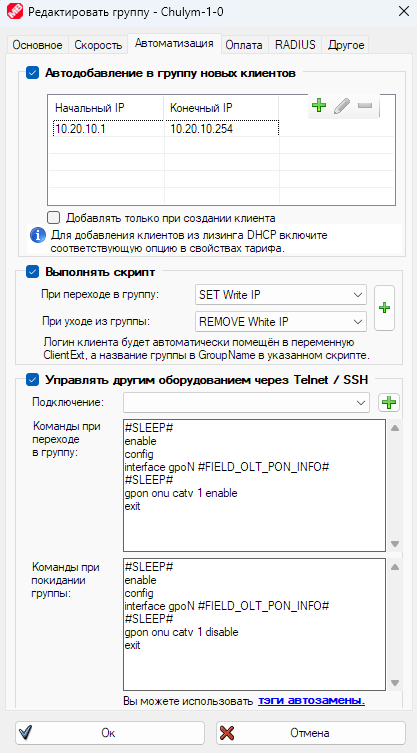 Редактировать группу - Chulym-1-0
Основное Скорость Автоматизация Оплата RADIUS Другое
Автодобавление в группу новых клиентов
Начальный IP Конечный IP
10.20.10.1 10.20.10.254
Добавлять только при создании клиента
Для добавления клиентов из лизинга DHCP включите
соответствующую опцию в свойствах тарифа.
Выполнять скрипт
При переходе в группу: SET Write IP
При уходе из группы: REMOVE White IP
Логин клиента будет автоматически помещён в переменную
ClientExt, а название группы в GroupName в указанном скрипте.
Управлять другим оборудованием через Telnet / SSH
Подключение:
Команды при
переходе
в группу:
#SLEEP#
enable
config
interface gpoN #FIELD_OLT_PON_INFO#
#SLEEP#
gpon onu catv 1 enable
exit
Команды при
покидании
группы:
#SLEEP#
enable
config
interface gpoN #FIELD_OLT_PON_INFO#
#SLEEP#
gpon onu catv 1 disable
exit
Вы можете использовать тэги автозамены.
Ок Отмена